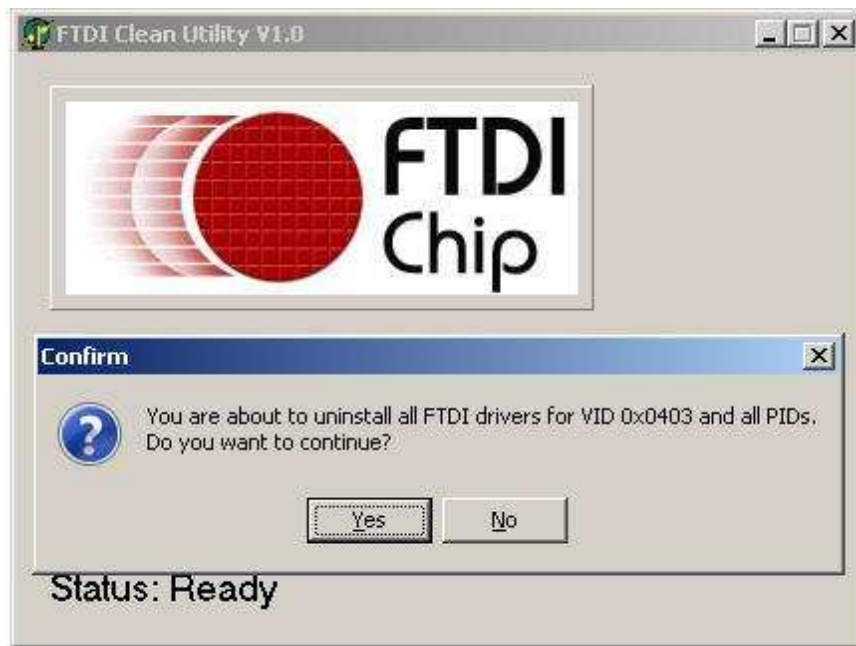 FTDI Clean Utility V1.0
FTDI
Chip
Confirm
You are about to uninstall all FTDI drivers for VID 0x0403 and all PIDs.
Do you want to continue?
Yes
No
Status: Ready